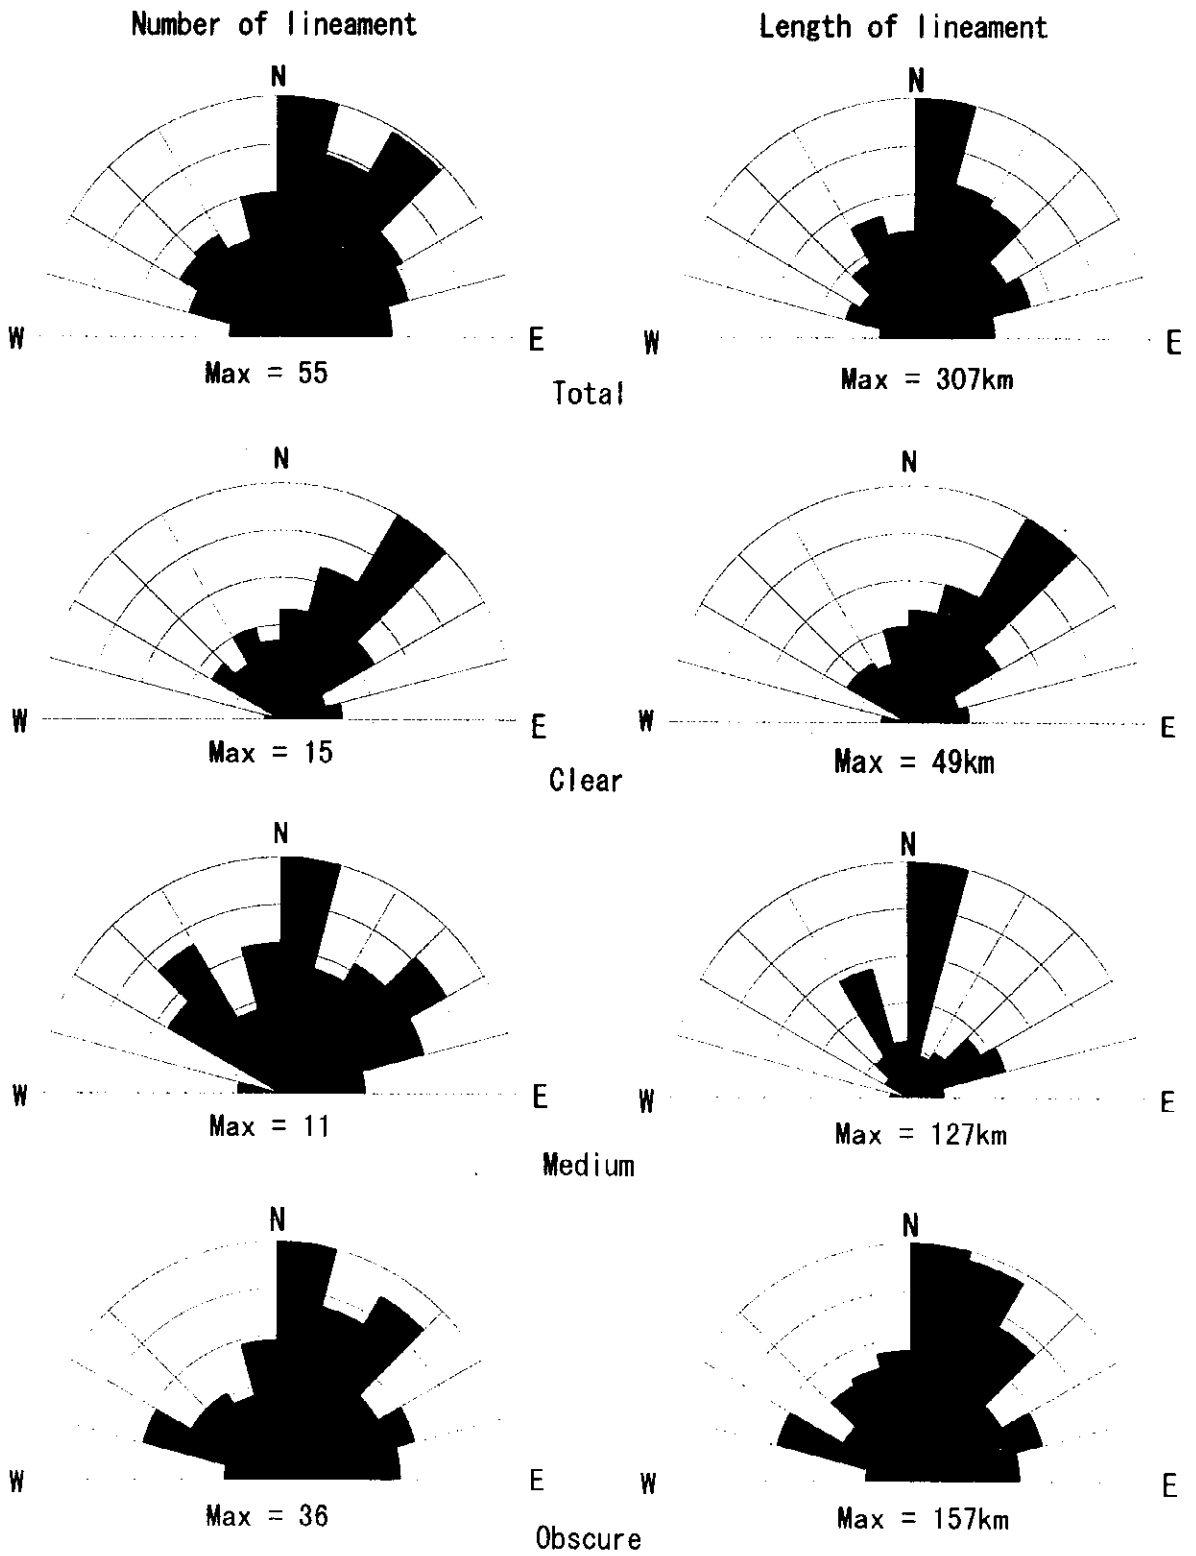 Number of lineament
Length of lineament
N
N
W
E
W
E
Max = 55
Max = 307km
Total
N
N
W
E
W
E
Max = 15
Max = 49km
Clear
N
N
W
E
W
E
Max = 11
Max = 127km
Medium
N
N
W
E
W
E
Max = 36
Max = 157km
Obscure